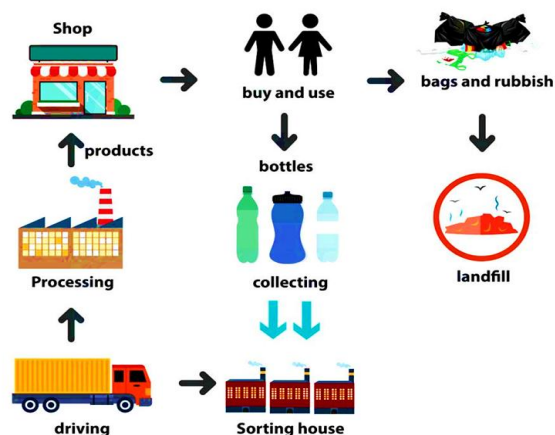 Shop
buy and use
bags and rubbish
products
bottles
Processing
collecting
landfill
driving
Sorting house